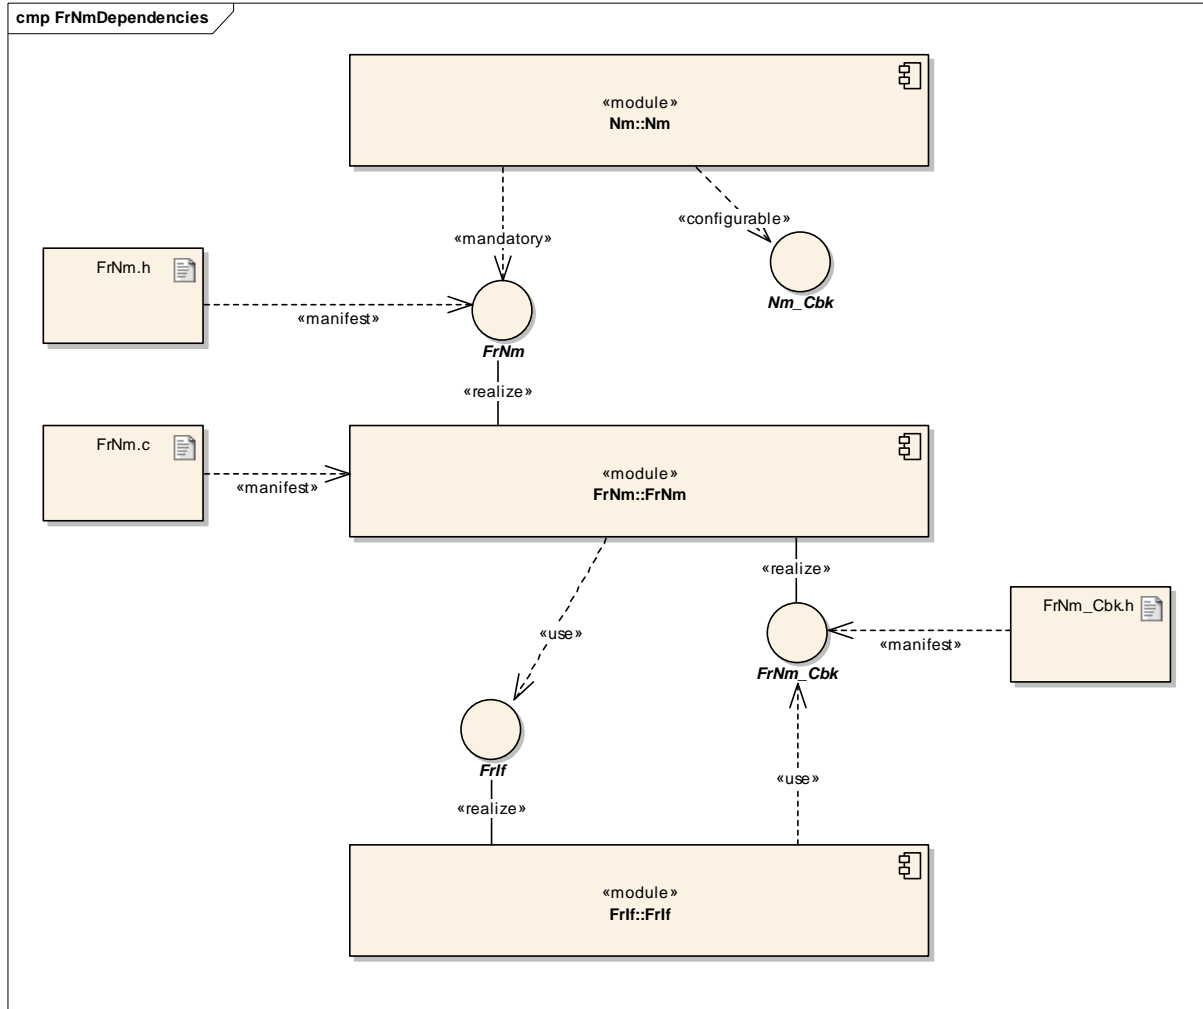 cmp FrNmDependencies
«module»
Nm::Nm
«configurable»
«mandatory»
FrNm.h
Nm_Cbk
«manifest»
FrNm
«realize»
FrNm.c
«module»
FrNm::FrNm
«manifest»
«realize»
FrNm_Cbk.h
«use»
«manifest»
FrNm_Cbk
FrIf
«use»
«realize»
«module»
FrIf::FrIf